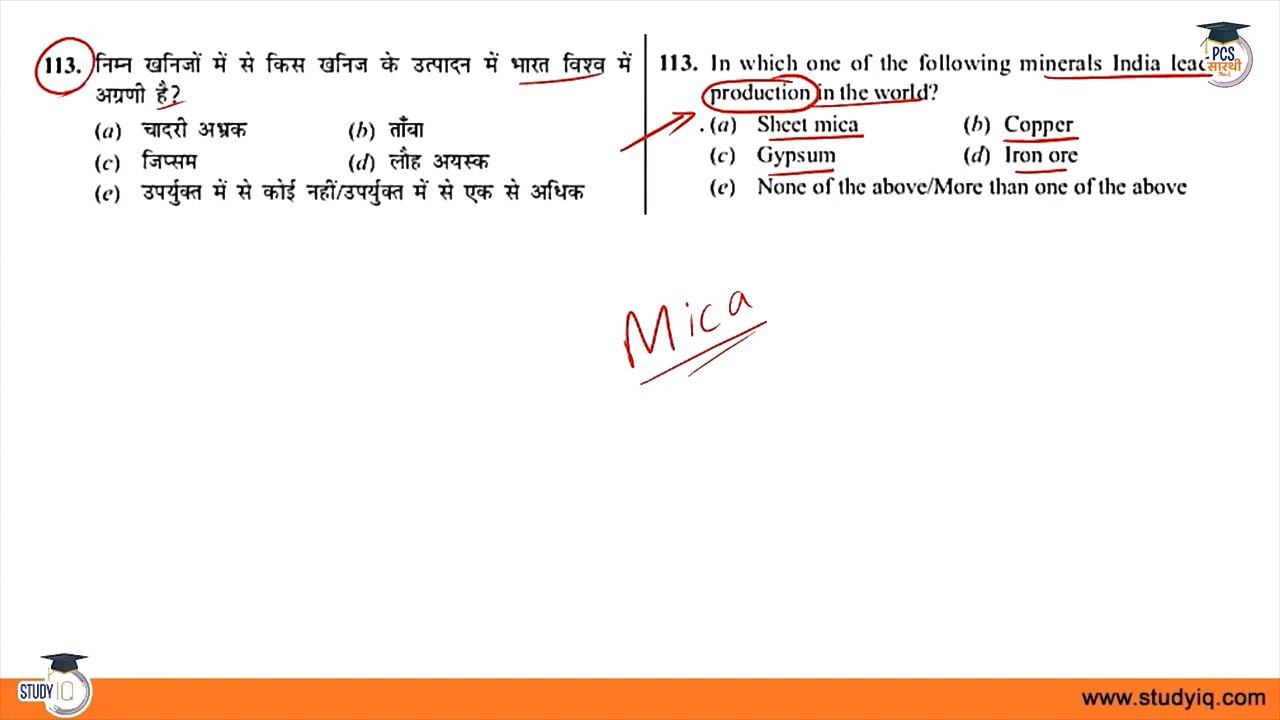 113. निम्न खनिजों में से किस खनिज के उत्पादन में भारत विश्व में
अग्रणी है?
(a) चादरी अभ्रक (b) ताँबा
(c) जिप्सम (d) लौह अयस्क
(e) उपर्युक्त में से कोई नहीं/उपर्युक्त में से एक से अधिक
113. In which one of the following minerals India
production in the world?
(a) Sheet mica (b) Copper
(c) Gypsum (d) Iron ore
(e) None of the above/More than one of the above
PCS
सारथी
Mica
STUDY IQ
www.studyiq.com